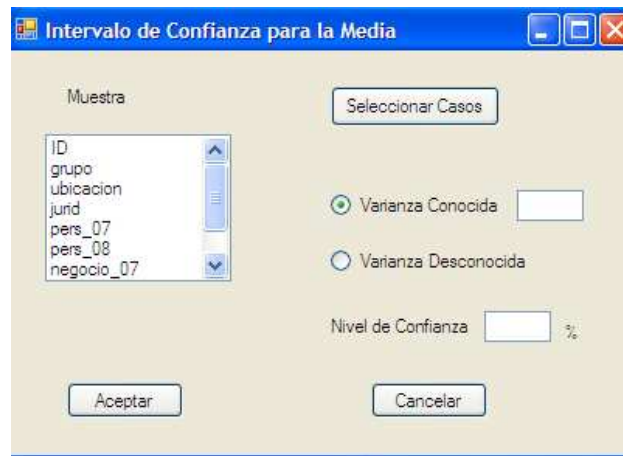 Intervalo de Confianza para la Media
Muestra
Seleccionar Casos
ID
grupo
ubicacion
jurid
pers_07
pers_08
negocio_07
Varianza Conocida
Varianza Desconocida
Nivel de Confianza %
Aceptar
Cancelar